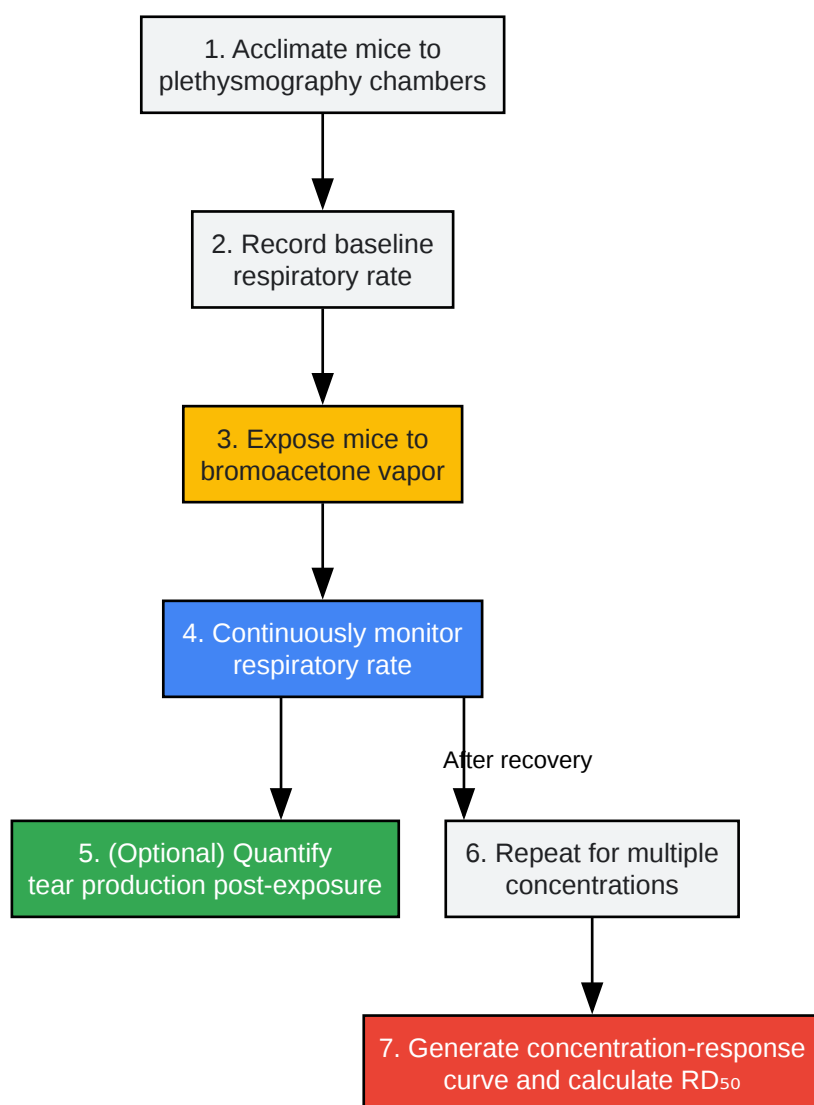 1. Acclimate mice to
plethysmography chambers
2. Record baseline
respiratory rate
3. Expose mice to
bromoacetone vapor
4. Continuously monitor
respiratory rate
After recovery
5. (Optional) Quantify
tear production post-exposure
6. Repeat for multiple
concentrations
7. Generate concentration-response
curve and calculate RD₅₀